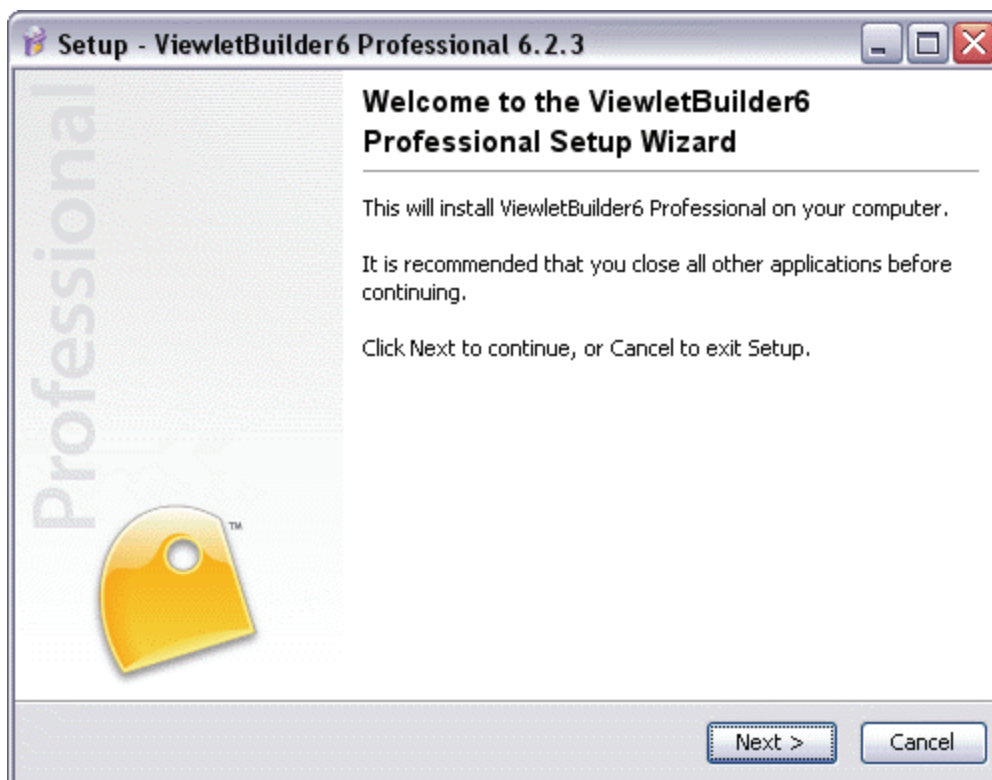 Setup - ViewletBuilder6 Professional 6.2.3
Professional
Welcome to the ViewletBuilder6
Professional Setup Wizard
This will install ViewletBuilder6 Professional on your computer.
It is recommended that you close all other applications before
continuing.
Click Next to continue, or Cancel to exit Setup.
TM
Next >
Cancel